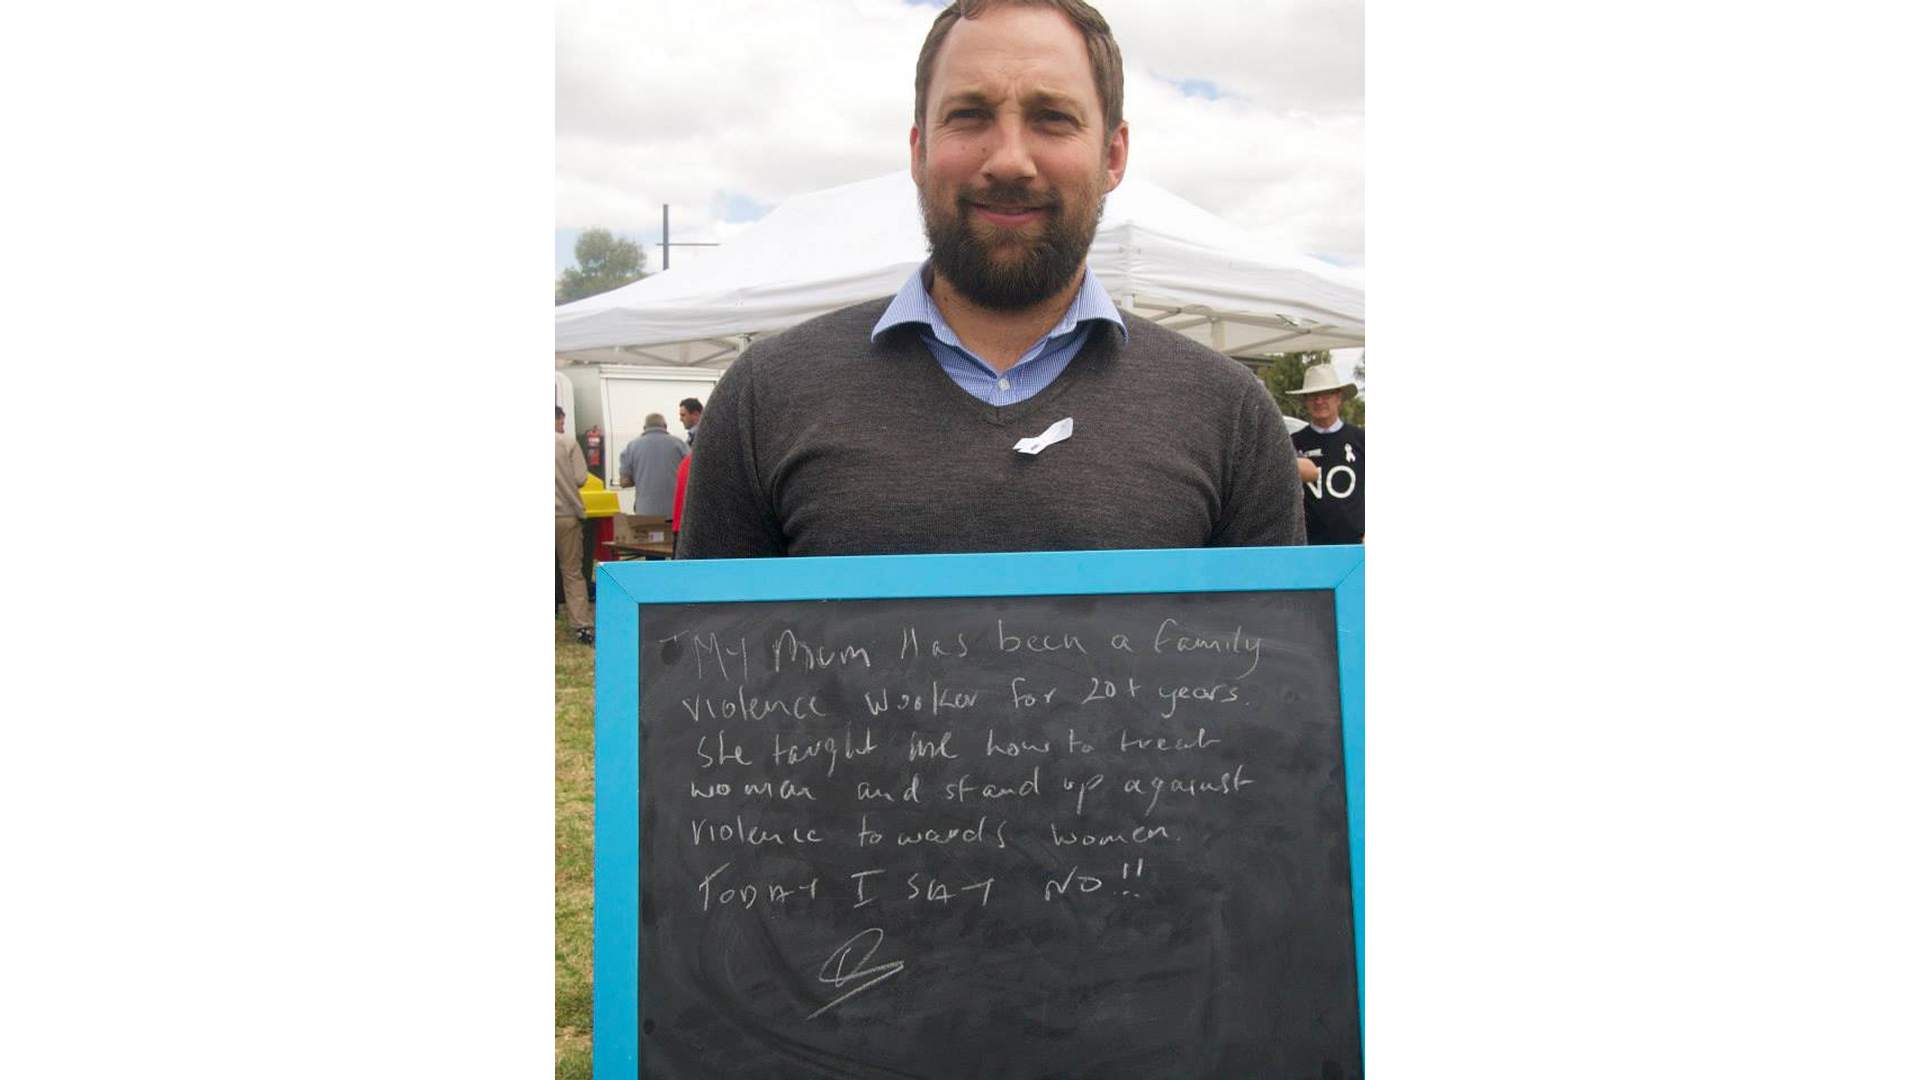 NO
"My Mum Has been a family
violence worker for 20+ years.
She taught me how to treat
woman and stand up against
violence towards women.
TODAY I SAY NO!!